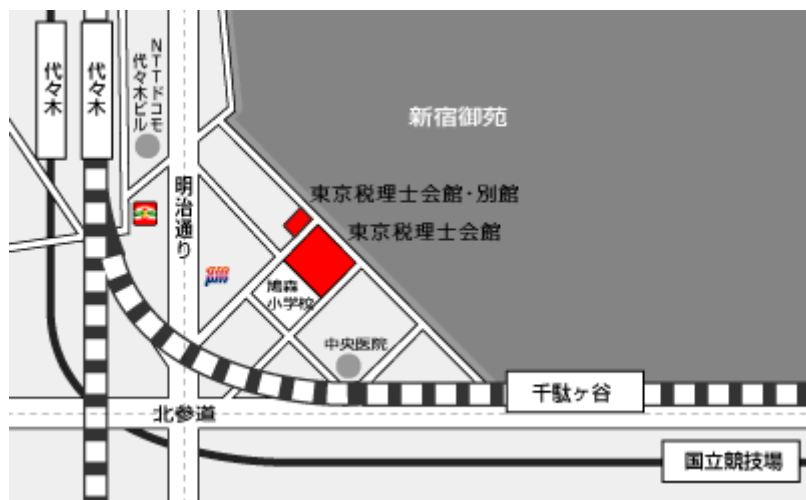 代々木
代々木
NTTドコモ
代々木ビル
新宿御苑
東京税理士会館・別館
東京税理士会館
明治通り
am
pm
鳩森
小学校
中央医院
千駄ヶ谷
北参道
国立競技場